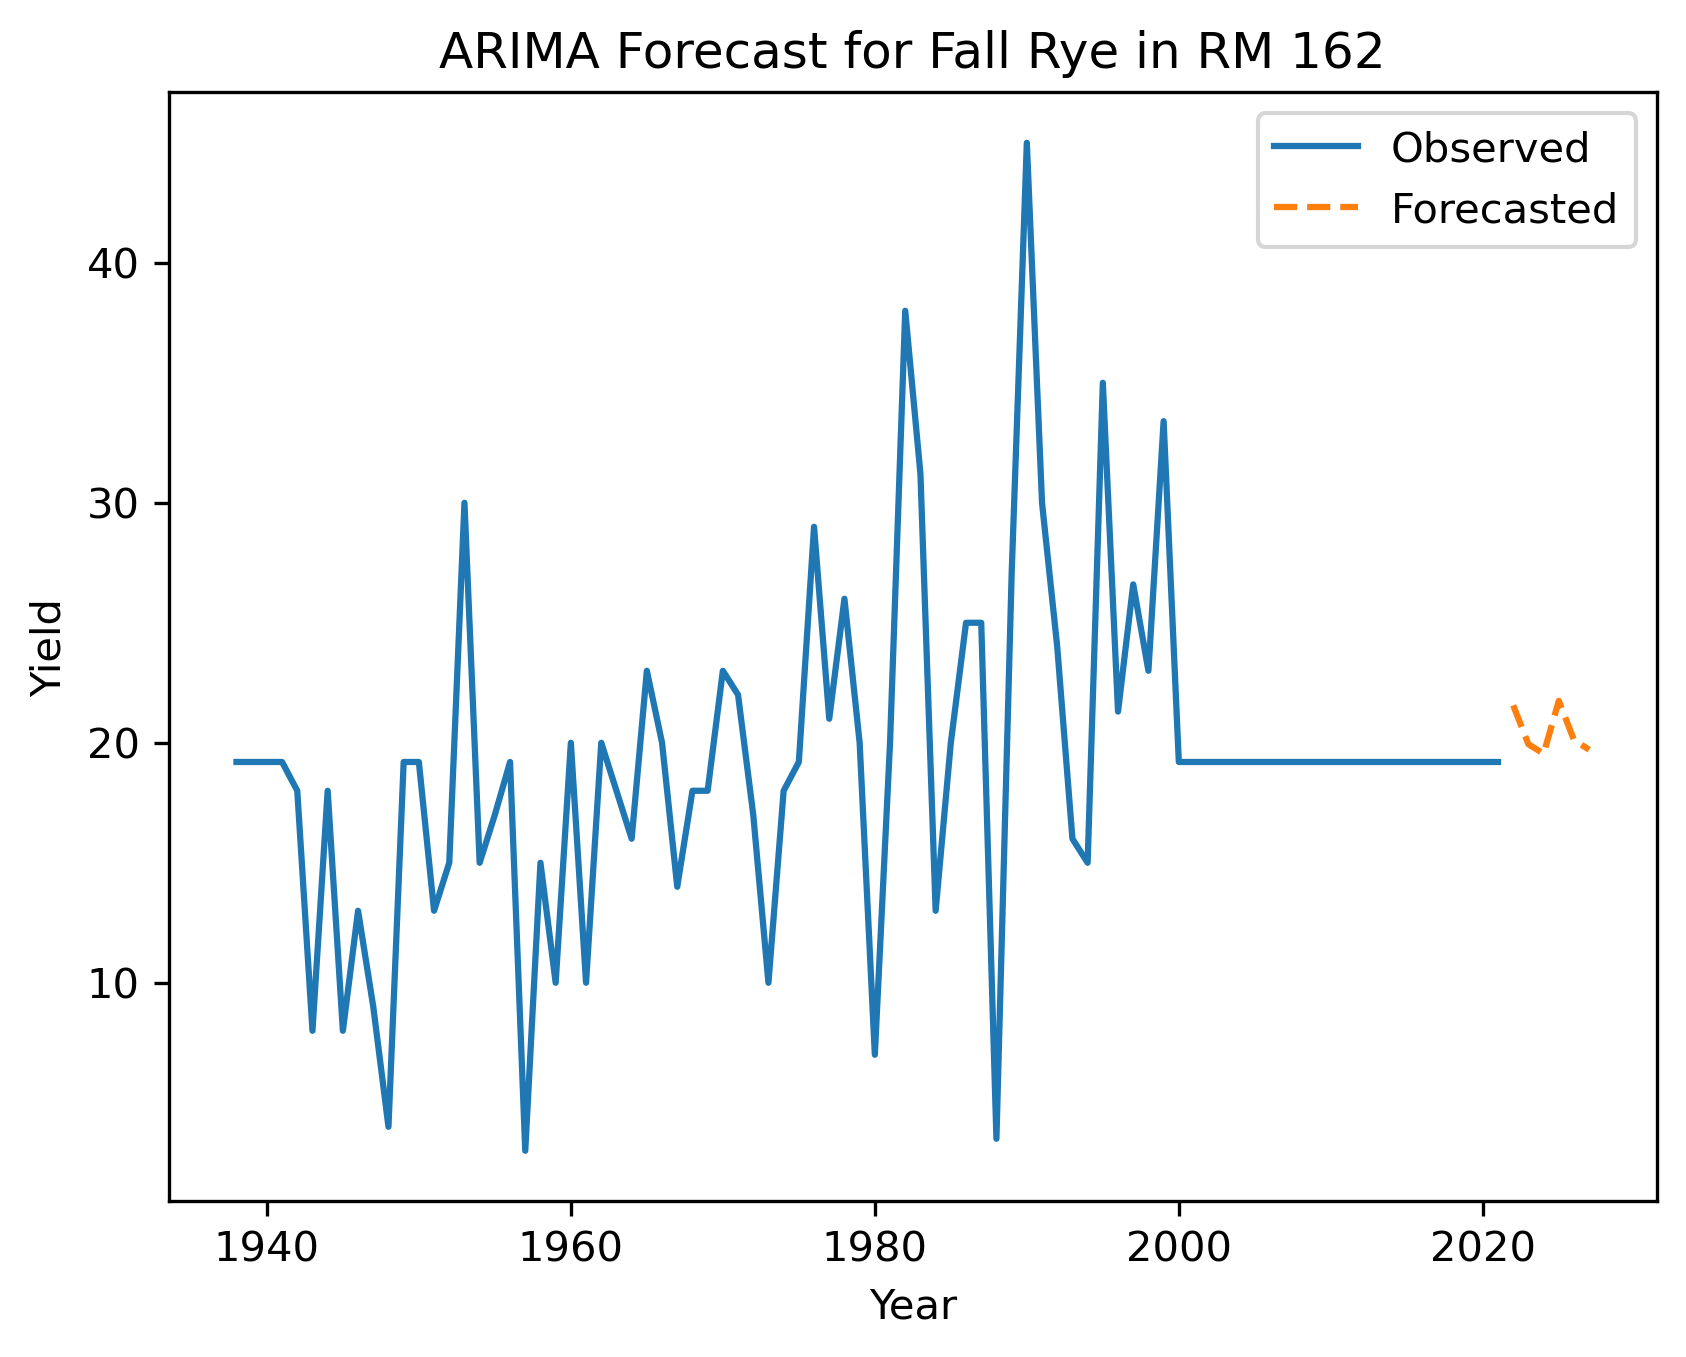 ARIMA Forecast for Fall Rye in RM 162
Observed
Forecasted
40
30
20
10
Yield
1940 1960 1980 2000 2020
Year